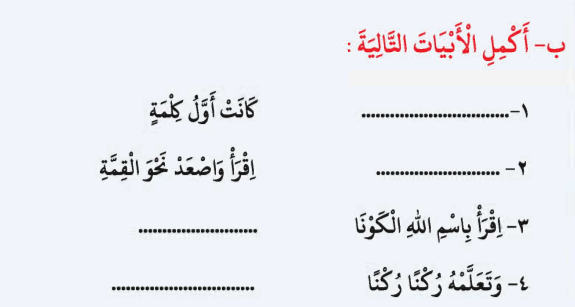 ب- أَكْمِلِ الْأَبْيَاتَ التَّالِيَةَ :
١- ............................... كَانَتْ أَوَّلُ كِلْمَةٍ
٢- .......................... اِقْرَأْ وَاصْعَدْ نَحْوَ الْقِمَّةِ
٣- اِقْرَأْ بِاسْمِ اللهِ الْكَوْنَا .........................
٤- وَتَعَلَّمْهُ رُكْنًا رُكْنًا ..............................